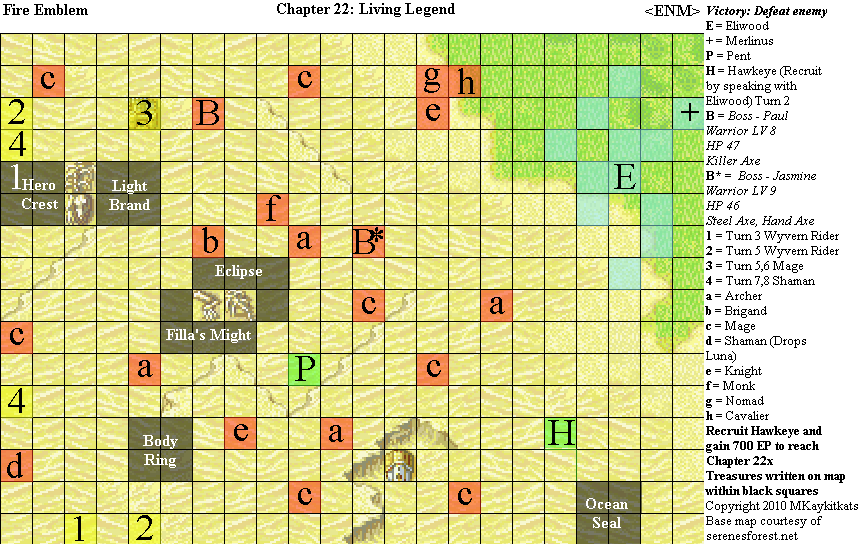 Fire Emblem
Chapter 22: Living Legend
<ENM>
c
c
g
h
2
3
B
e
+
4
1
Hero
Crest
Light
Brand
E
f
b
a
B*
Eclipse
c
a
Filla's Might
c
a
P
c
4
Body
Ring
e
a
H
d
c
c
Ocean
Seal
1
2
Victory: Defeat enemy
E = Eliwood
+ = Merlinus
P = Pent
H = Hawkeye (Recruit
by speaking with
Eliwood) Turn 2
B = Boss - Paul
Warrior LV 8
HP 47
Killer Axe
B* = Boss - Jasmine
Warrior LV 9
HP 46
Steel Axe, Hand Axe
1 = Turn 3 Wyvern Rider
2 = Turn 5 Wyvern Rider
3 = Turn 5,6 Mage
4 = Turn 7,8 Shaman
a = Archer
b = Brigand
c = Mage
d = Shaman (Drops
Luna)
e = Knight
f = Monk
g = Nomad
h = Cavalier
Recruit Hawkeye and
gain 700 EP to reach
Chapter 22x
Treasures written on map
within black squares
Copyright 2010 MKaykitkats
Base map courtesy of
serenesforest.net